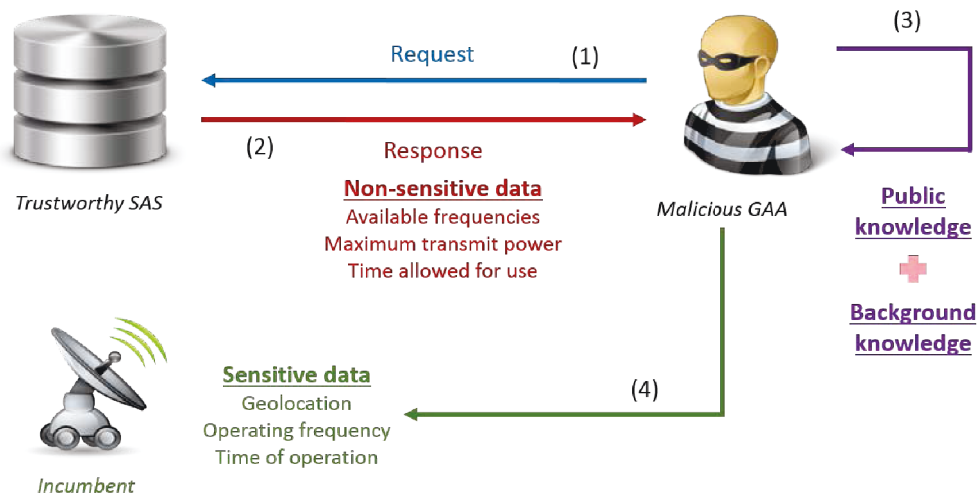 Request
(1)
(2)
Response
Non-sensitive data
Available frequencies
Maximum transmit power
Time allowed for use
Trustworthy SAS
Malicious GAA
(3)
Public
knowledge
Background
knowledge
(4)
Sensitive data
Geolocation
Operating frequency
Time of operation
Incumbent